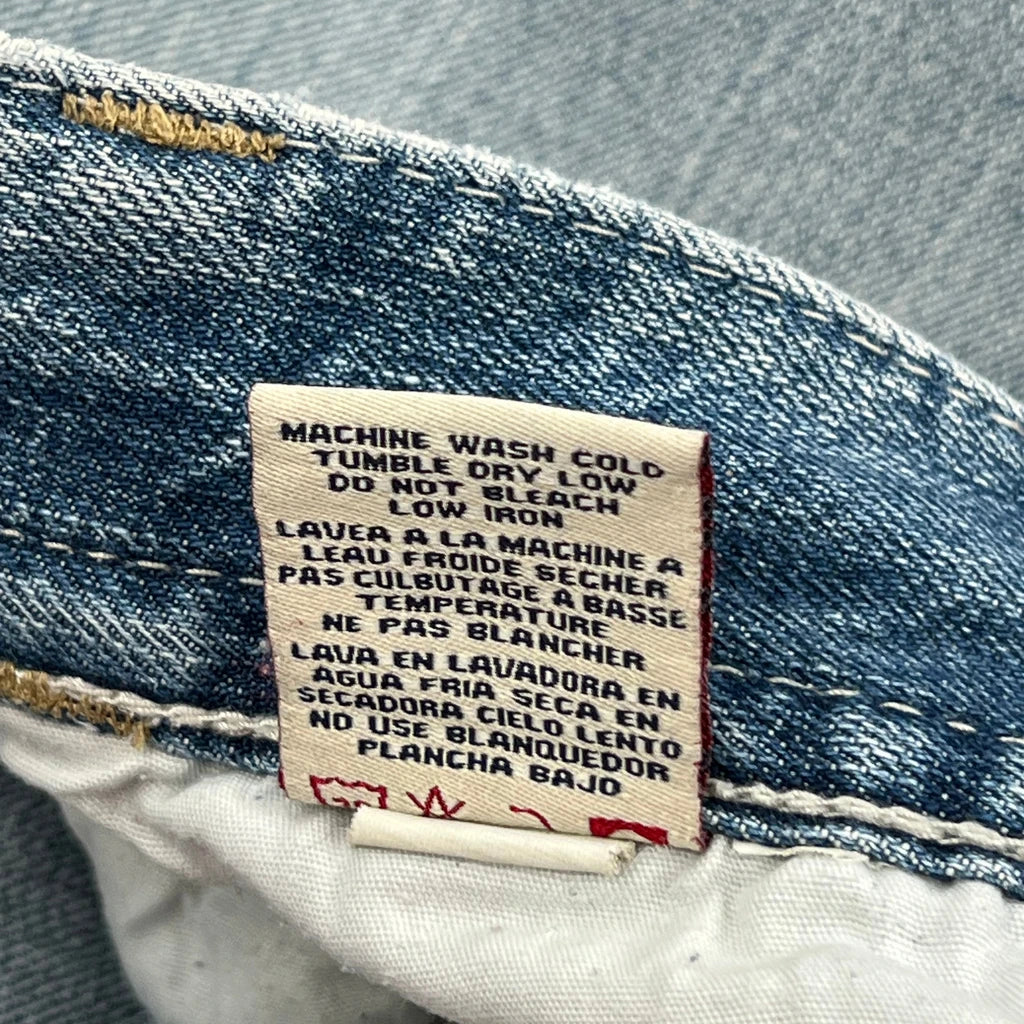 MACHINE WASH COLD
TUMBLE DRY LOW
DO NOT BLEACH
LOW IRON
LAVEA A LA MACHINE A
LEAU FROIDE SECHER
PAS CULBUTAGE A BASSE
TEMPERATURE
NE PAS BLANCHER
LAVA EN LAVADORA EN
AGUA FRIA SECA EN
SECADORA CIELO LENTO
NO USE BLANQUEDOR
PLANCHA BAJO